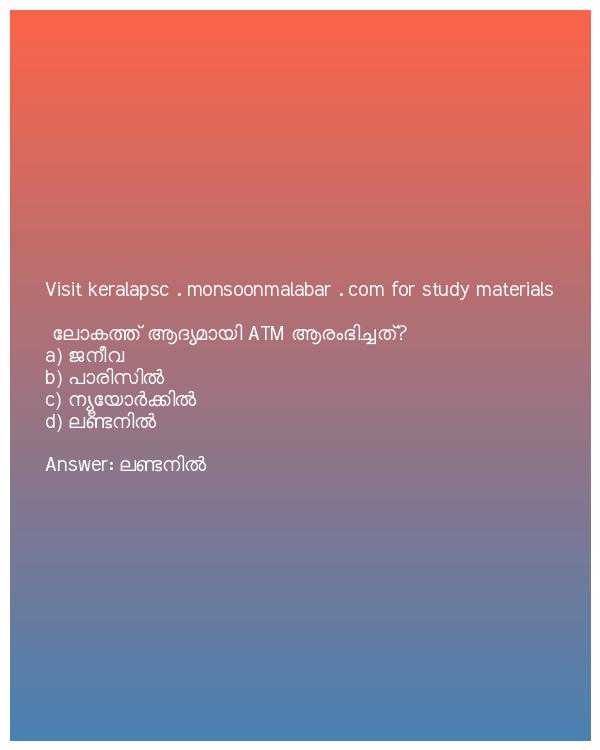 Visit keralapsc . monsoonmalabar . com for study materials
ലോകത്ത് ആദ്യമായി ATM ആരംഭിച്ചത്?
a) ജനീവ
b) പാരിസിൽ
c) ന്യൂയോർക്കിൽ
d) ലണ്ടനിൽ
Answer: ലണ്ടനിൽ